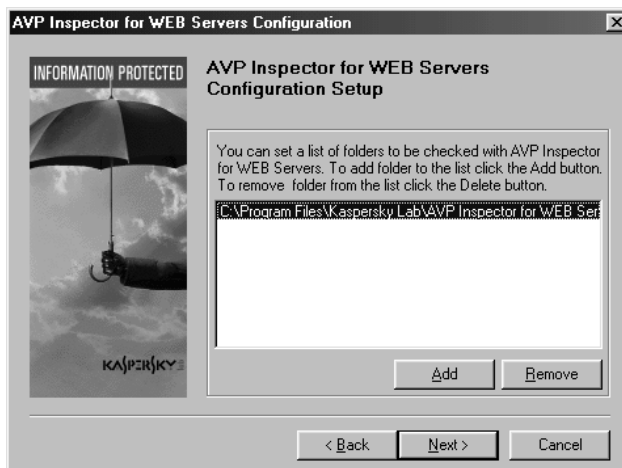 AVP Inspector for WEB Servers Configuration
INFORMATION PROTECTED
AVP Inspector for WEB Servers
Configuration Setup
You can set a list of folders to be checked with AVP Inspector
for WEB Servers. To add folder to the list click the Add button.
To remove folder from the list click the Delete button.
C:\Program Files\Kaspersky Lab\AVP Inspector for WEB Ser
KASPERSKY
Add
Remove
< Back
Next >
Cancel